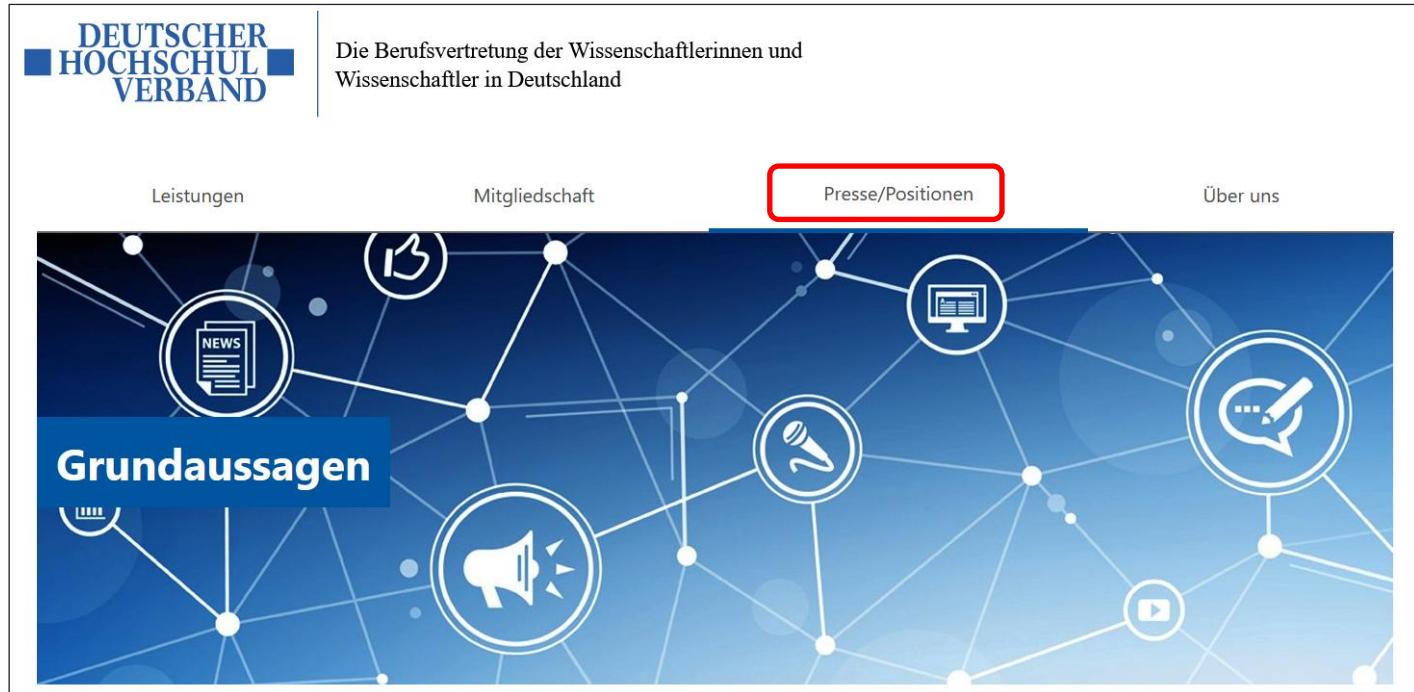 DEUTSCHER
HOCHSCHUL
VERBAND
Die Berufsvertretung der Wissenschaftlerinnen und
Wissenschaftler in Deutschland
Leistungen
Mitgliedschaft
Presse/Positionen
Über uns
NEWS
Grundaussagen